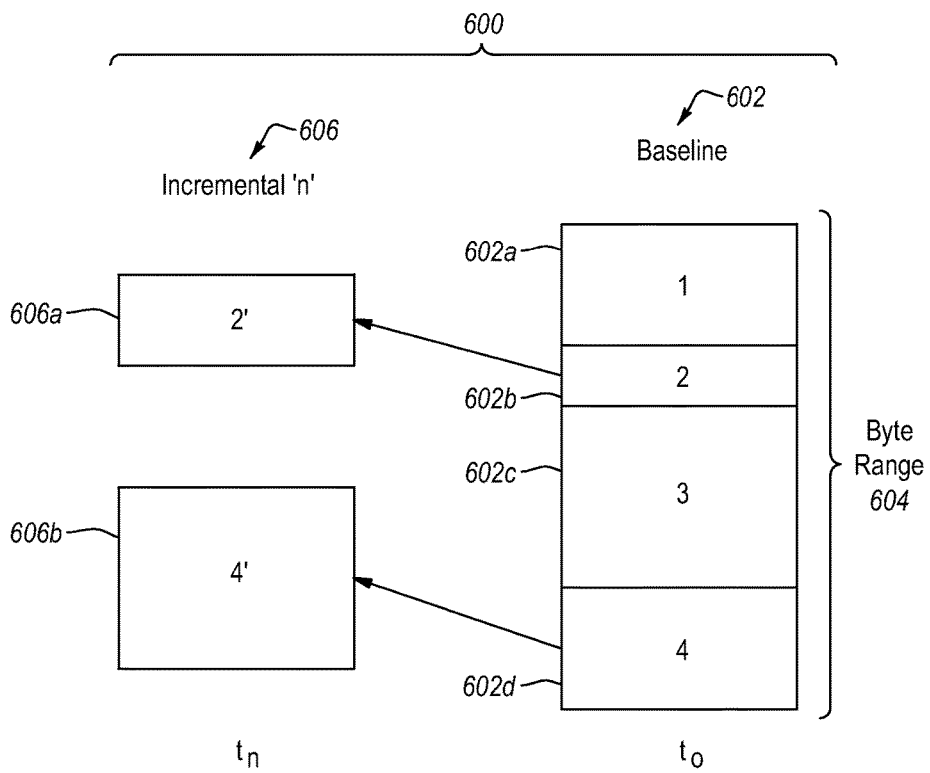 600
602
606
Baseline
Incremental 'n'
602a
1
606a
2'
2
602b
602c
3
Byte
Range
604
606b
4'
4
602d
tn
to